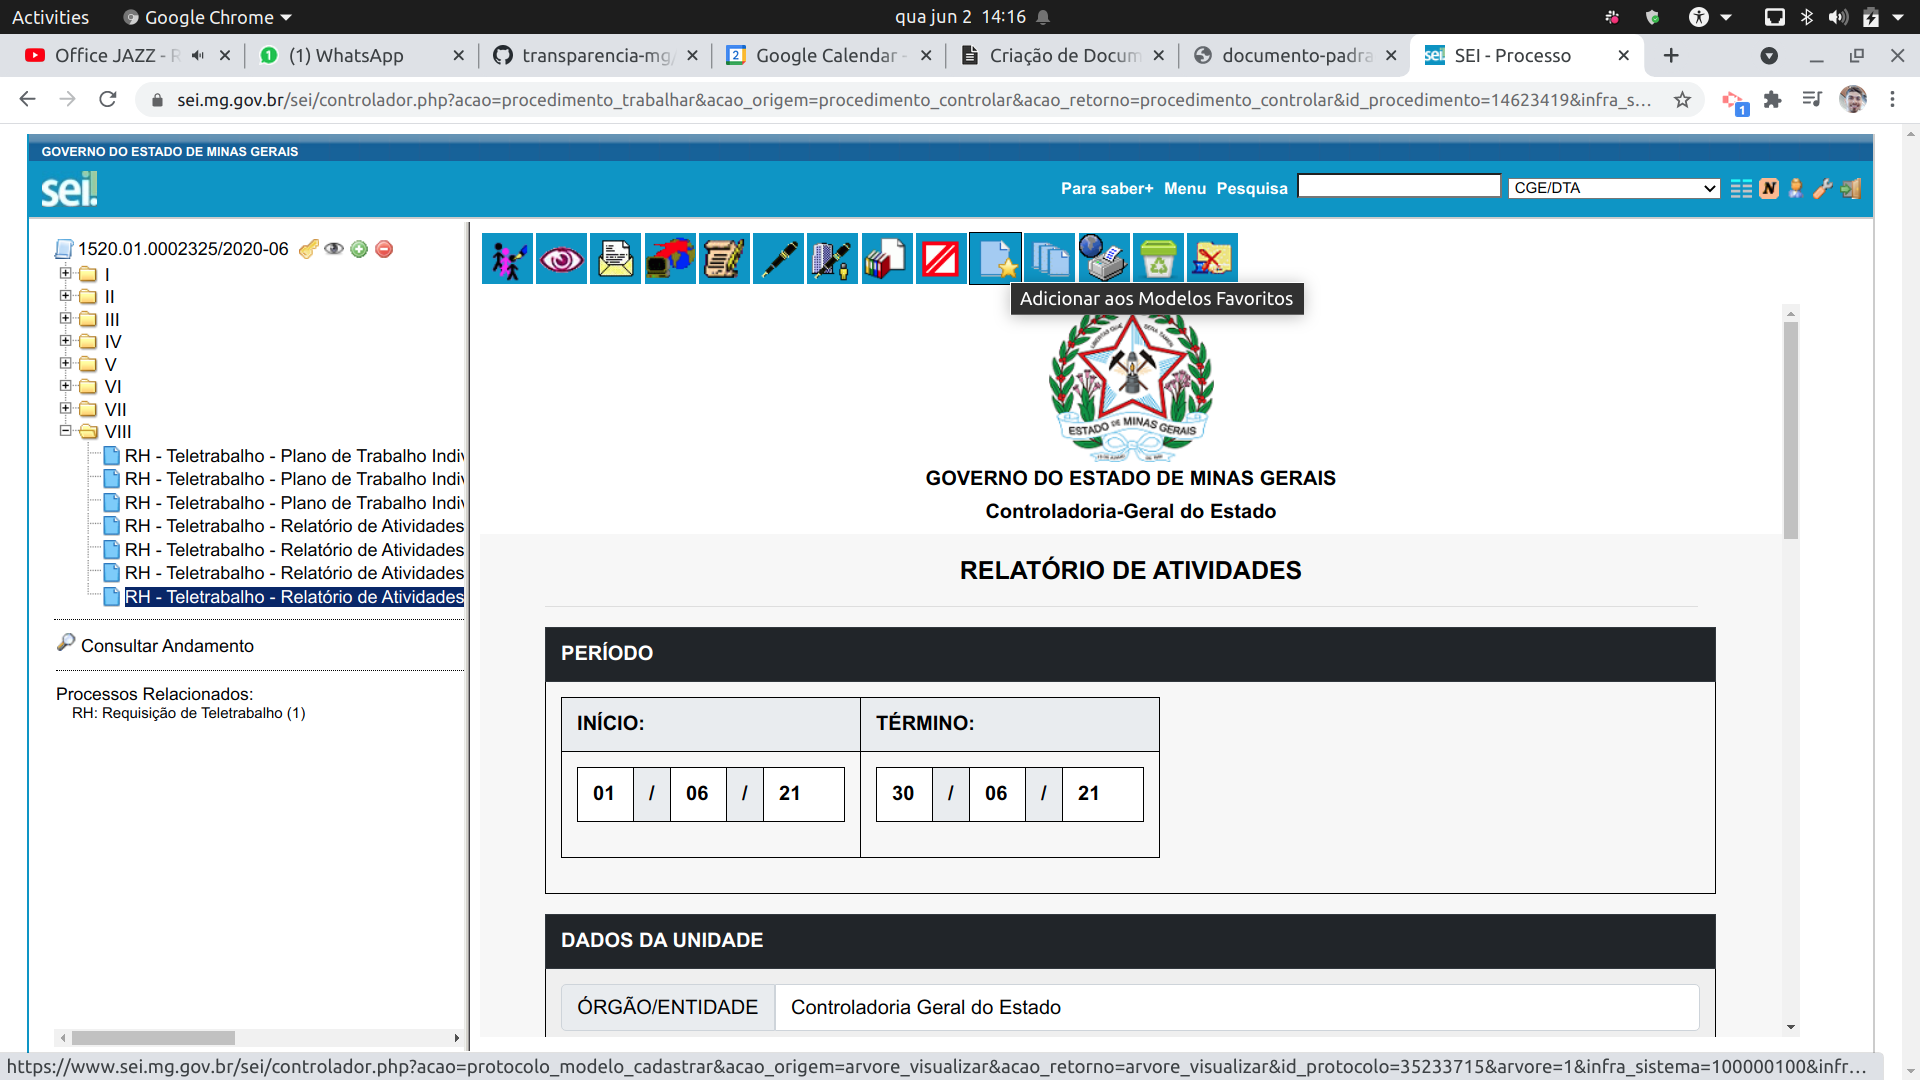 Activities
Google Chrome
qua jun 2 14:16
Office JAZZ - R
(1) WhatsApp
transparencia-mg/
Google Calendar -
Criação de Docum
documento-padra
SEI - Processo
sei.mg.gov.br/sei/controlador.php?acao=procedimento_trabalhar&acao_origem=procedimento_controlar&acao_retorno=procedimento_controlar&id_procedimento=14623419&infra_s...
1
GOVERNO DO ESTADO DE MINAS GERAIS
sei!
Para saber+ Menu Pesquisa
CGE/DTA
N
1520.01.0002325/2020-06
I
II
III
IV
V
VI
VII
VIII
RH - Teletrabalho - Plano de Trabalho Indiv
RH - Teletrabalho - Plano de Trabalho Indiv
RH - Teletrabalho - Plano de Trabalho Indiv
RH - Teletrabalho - Relatório de Atividades
RH - Teletrabalho - Relatório de Atividades
RH - Teletrabalho - Relatório de Atividades
RH - Teletrabalho - Relatório de Atividades
Consultar Andamento
Processos Relacionados:
RH: Requisição de Teletrabalho (1)
Adicionar aos Modelos Favoritos
ESTADO DE MINAS GERAIS
GOVERNO DO ESTADO DE MINAS GERAIS
Controladoria-Geral do Estado
RELATÓRIO DE ATIVIDADES
PERÍODO
INÍCIO: TÉRMINO:
01 / 06 / 21 30 / 06 / 21
DADOS DA UNIDADE
ÓRGÃO/ENTIDADE Controladoria Geral do Estado
https://www.sei.mg.gov.br/sei/controlador.php?acao=protocolo_modelo_cadastrar&acao_origem=arvore_visualizar&acao_retorno=arvore_visualizar&id_protocolo=35233715&arvore=1&infra_sistema=100000100&infr...